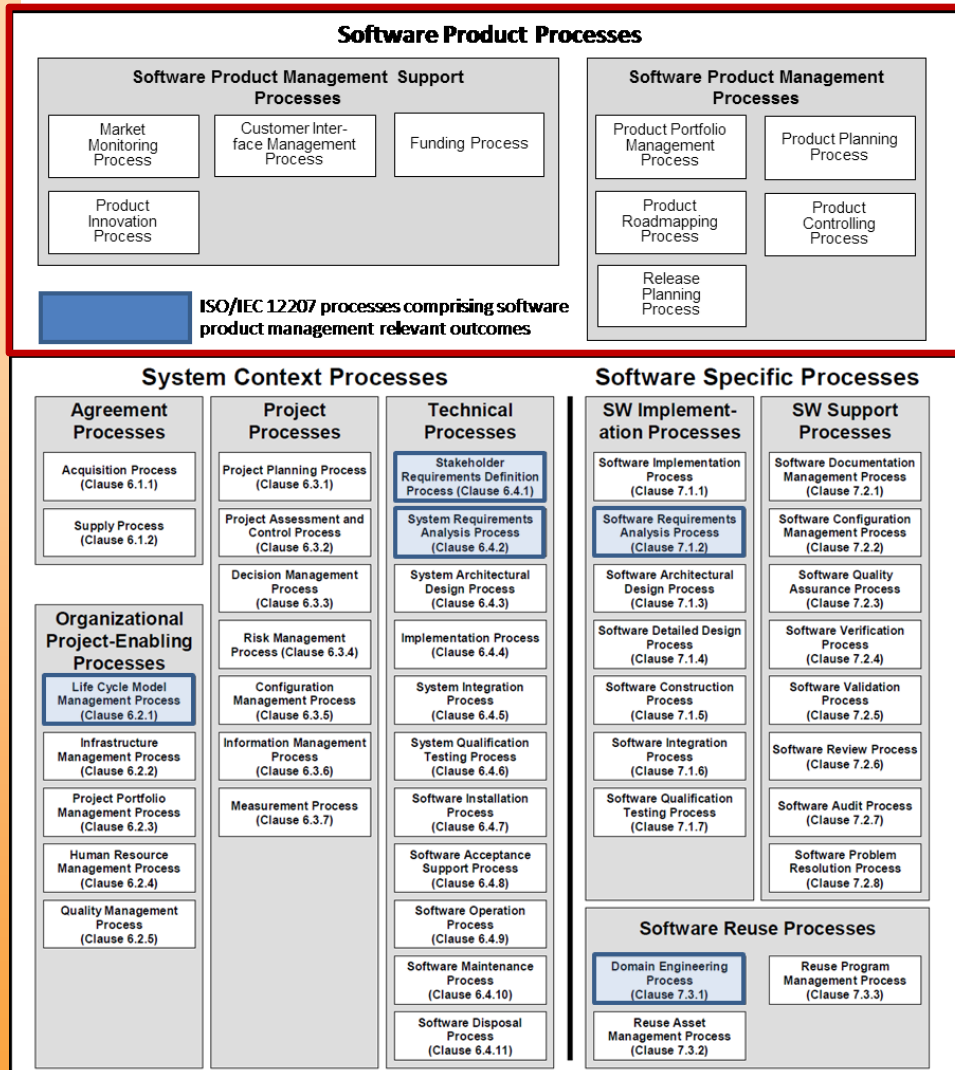 Software Product Processes
Software Product Management Support
Processes
Market
Monitoring
Process
Customer Inter-
face Management
Process
Funding Process
Product
Innovation
Process
Software Product Management
Processes
Product Portfolio
Management
Process
Product Planning
Process
Product
Roadmapping
Process
Product
Controlling
Process
Release
Planning
Process
ISO/IEC 12207 processes comprising software
product management relevant outcomes
System Context Processes
Agreement
Processes
Acquisition Process
(Clause 6.1.1)
Supply Process
(Clause 6.1.2)
Organizational
Project-Enabling
Processes
Life Cycle Model
Management Process
(Clause 6.2.1)
Infrastructure
Management Process
(Clause 6.2.2)
Project Portfolio
Management Process
(Clause 6.2.3)
Human Resource
Management Process
(Clause 6.2.4)
Quality Management
Process
(Clause 6.2.5)
Project
Processes
Project Planning Process
(Clause 6.3.1)
Project Assessment and
Control Process
(Clause 6.3.2)
Decision Management
Process
(Clause 6.3.3)
Risk Management
Process (Clause 6.3.4)
Configuration
Management Process
(Clause 6.3.5)
Information Management
Process
(Clause 6.3.6)
Measurement Process
(Clause 6.3.7)
Technical
Processes
Stakeholder
Requirements Definition
Process (Clause 6.4.1)
System Requirements
Analysis Process
(Clause 6.4.2)
System Architectural
Design Process
(Clause 6.4.3)
Implementation Process
(Clause 6.4.4)
System Integration
Process
(Clause 6.4.5)
System Qualification
Testing Process
(Clause 6.4.6)
Software Installation
Process
(Clause 6.4.7)
Software Acceptance
Support Process
(Clause 6.4.8)
Software Operation
Process
(Clause 6.4.9)
Software Maintenance
Process
(Clause 6.4.10)
Software Disposal
Process
(Clause 6.4.11)
Software Specific Processes
SW Implement-
ation Processes
Software Implementation
Process
(Clause 7.1.1)
Software Requirements
Analysis Process
(Clause 7.1.2)
Software Architectural
Design Process
(Clause 7.1.3)
Software Detailed Design
Process
(Clause 7.1.4)
Software Construction
Process
(Clause 7.1.5)
Software Integration
Process
(Clause 7.1.6)
Software Qualification
Testing Process
(Clause 7.1.7)
SW Support
Processes
Software Documentation
Management Process
(Clause 7.2.1)
Software Configuration
Management Process
(Clause 7.2.2)
Software Quality
Assurance Process
(Clause 7.2.3)
Software Verification
Process
(Clause 7.2.4)
Software Validation
Process
(Clause 7.2.5)
Software Review Process
(Clause 7.2.6)
Software Audit Process
(Clause 7.2.7)
Software Problem
Resolution Process
(Clause 7.2.8)
Software Reuse Processes
Domain Engineering
Process
(Clause 7.3.1)
Reuse Program
Management Process
(Clause 7.3.3)
Reuse Asset
Management Process
(Clause 7.3.2)